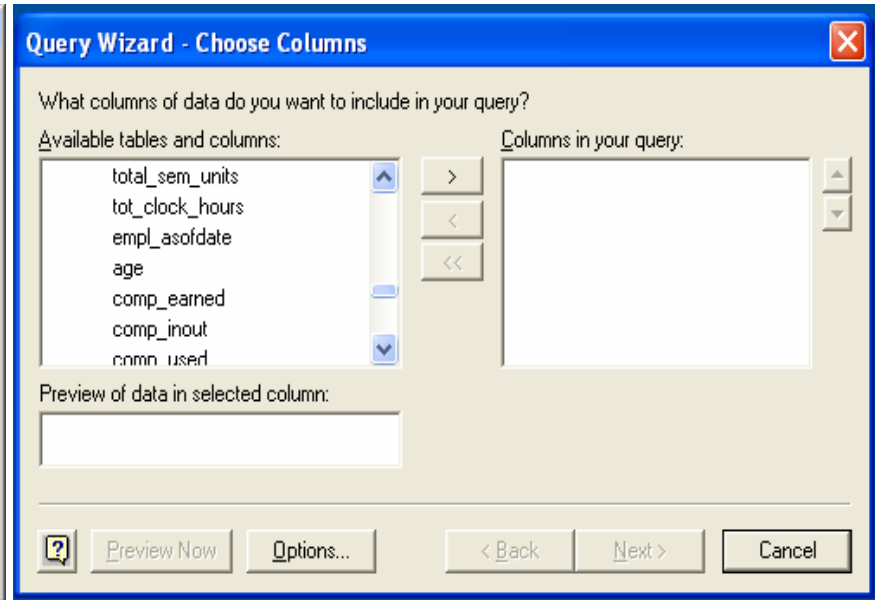 Query Wizard - Choose Columns
What columns of data do you want to include in your query?
Available tables and columns:
Columns in your query:
total_sem_units
tot_clock_hours
empl_asofdate
age
comp_earned
comp_inout
comp_used
>
<
<<
Preview of data in selected column:
?
Preview Now
Options...
< Back
Next >
Cancel